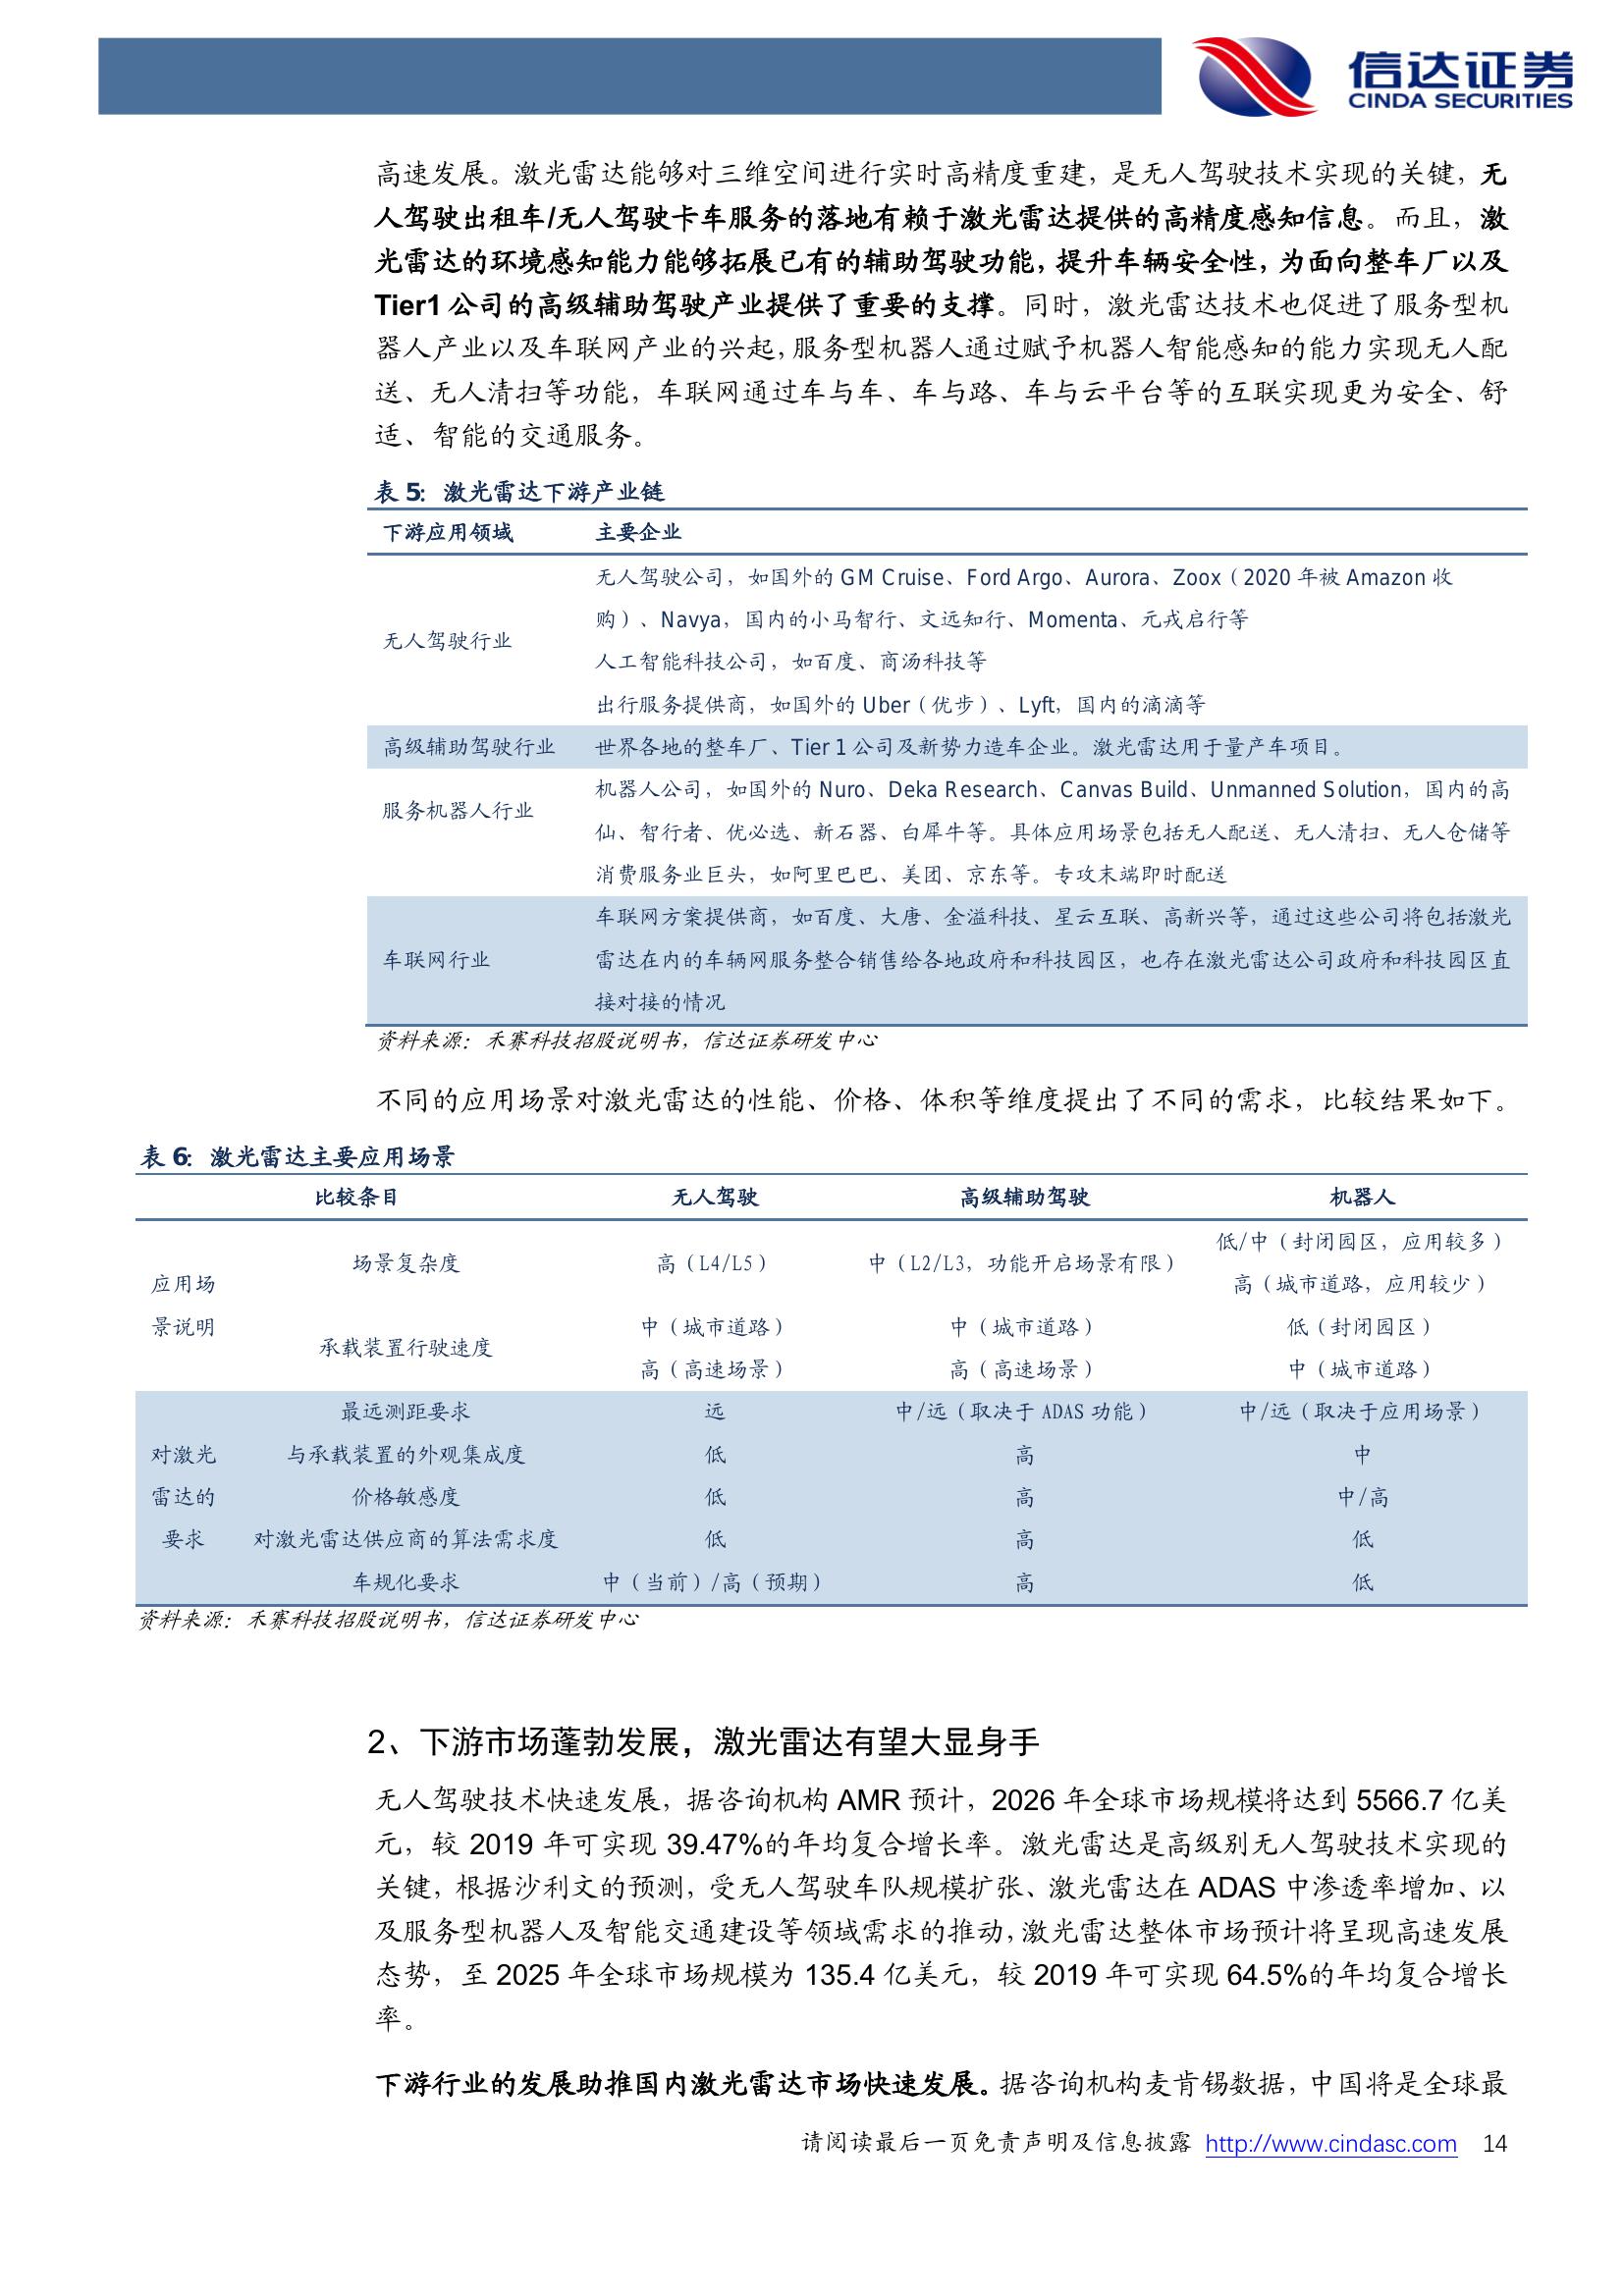 信达证券
CINDA SECURITIES
高速发展。激光雷达能够对三维空间进行实时高精度重建，是无人驾驶技术实现的关键，无
人驾驶出租车/无人驾驶卡车服务的落地有赖于激光雷达提供的高精度感知信息。而且，激
光雷达的环境感知能力能够拓展已有的辅助驾驶功能，提升车辆安全性，为面向整车厂以及
Tier1 公司的高级辅助驾驶产业提供了重要的支撑。同时，激光雷达技术也促进了服务型机
器人产业以及车联网产业的兴起，服务型机器人通过赋予机器人智能感知的能力实现无人配
送、无人清扫等功能，车联网通过车与车、车与路、车与云平台等的互联实现更为安全、舒
适、智能的交通服务。
表 5：激光雷达下游产业链
下游应用领域 主要企业
无人驾驶公司，如国外的 GM Cruise、Ford Argo、Aurora、Zoox（2020 年被 Amazon 收
购）、Navya，国内的小马智行、文远知行、Momenta、元戎启行等
无人驾驶行业
人工智能科技公司，如百度、商汤科技等
出行服务提供商，如国外的 Uber（优步）、Lyft，国内的滴滴等
高级辅助驾驶行业 世界各地的整车厂、Tier 1 公司及新势力造车企业。激光雷达用于量产车项目。
机器人公司，如国外的 Nuro、Deka Research、Canvas Build、Unmanned Solution，国内的高
服务机器人行业
仙、智行者、优必选、新石器、白犀牛等。具体应用场景包括无人配送、无人清扫、无人仓储等
消费服务业巨头，如阿里巴巴、美团、京东等。专攻末端即时配送
车联网方案提供商，如百度、大唐、金溢科技、星云互联、高新兴等，通过这些公司将包括激光
车联网行业 雷达在内的车辆网服务整合销售给各地政府和科技园区，也存在激光雷达公司政府和科技园区直
接对接的情况
资料来源：禾赛科技招股说明书，信达证券研发中心
不同的应用场景对激光雷达的性能、价格、体积等维度提出了不同的需求，比较结果如下。
表 6：激光雷达主要应用场景
比较条目 无人驾驶 高级辅助驾驶 机器人
低/中（封闭园区，应用较多）
场景复杂度 高（L4/L5） 中（L2/L3，功能开启场景有限）
高（城市道路，应用较少）
应用场
景说明
中（城市道路） 中（城市道路） 低（封闭园区）
承载装置行驶速度
高（高速场景） 高（高速场景） 中（城市道路）
最远测距要求 远 中/远（取决于 ADAS 功能） 中/远（取决于应用场景）
对激光 与承载装置的外观集成度 低 高 中
雷达的 价格敏感度 低 高 中/高
要求 对激光雷达供应商的算法需求度 低 高 低
车规化要求 中（当前）/高（预期） 高 低
资料来源：禾赛科技招股说明书，信达证券研发中心
2、下游市场蓬勃发展，激光雷达有望大显身手
无人驾驶技术快速发展，据咨询机构 AMR 预计，2026 年全球市场规模将达到 5566.7 亿美
元，较 2019 年可实现 39.47%的年均复合增长率。激光雷达是高级别无人驾驶技术实现的
关键，根据沙利文的预测，受无人驾驶车队规模扩张、激光雷达在 ADAS 中渗透率增加、以
及服务型机器人及智能交通建设等领域需求的推动，激光雷达整体市场预计将呈现高速发展
态势，至 2025 年全球市场规模为 135.4 亿美元，较 2019 年可实现 64.5%的年均复合增长
率。
下游行业的发展助推国内激光雷达市场快速发展。据咨询机构麦肯锡数据，中国将是全球最
请阅读最后一页免责声明及信息披露 http://www.cindasc.com 14